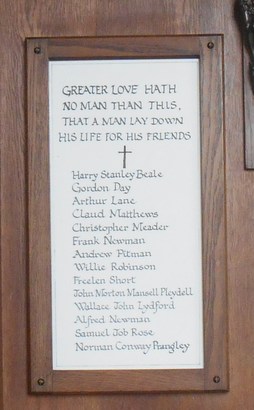 GREATER LOVE HATH
NO MAN THAN THIS,
THAT A MAN LAY DOWN
HIS LIFE FOR HIS FRIENDS
Harry Stanley Beale
Gordon Day
Arthur Lane
Claud Matthews
Christopher Meader
Frank Newman
Andrew Pitman
Willie Robinson
Freelen Short
John Morton Mansell Pleydell
Wallace John Lydford
Alfred Newman
Samuel Job Rose
Norman Conway Prangley